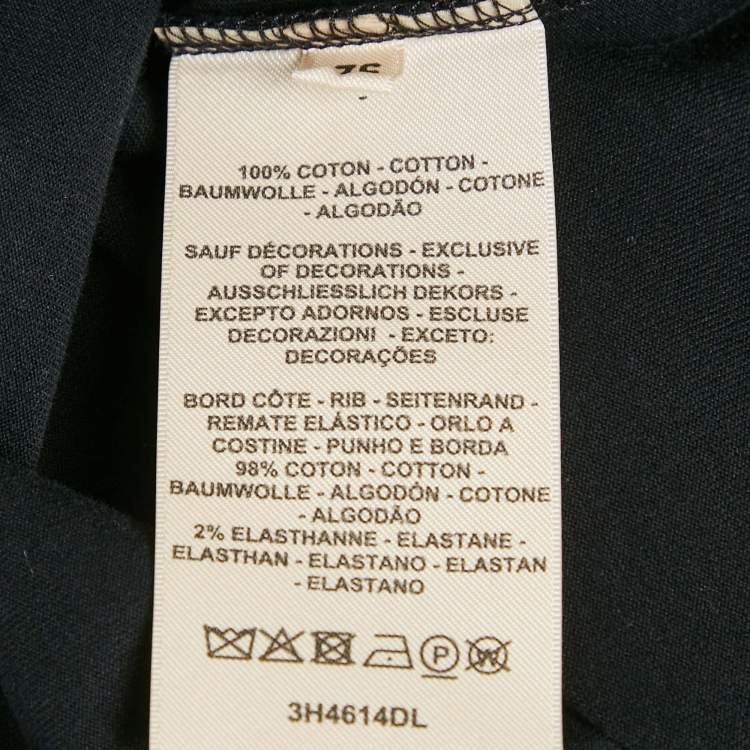 100% COTON - COTTON -
BAUMWOLLE - ALGODÓN - COTONE
- ALGODÃO
SAUF DÉCORATIONS - EXCLUSIVE
OF DECORATIONS -
AUSSCHLIESSLICH DEKORS -
EXCEPTO ADORNOS - ESCLUSE
DECORAZIONI - EXCETO:
DECORAÇÕES
BORD CÔTE - RIB - SEITENRAND -
REMATE ELÁSTICO - ORLO A
COSTINE - PUNHO E BORDA
98% COTON - COTTON -
BAUMWOLLE - ALGODÓN - COTONE
- ALGODÃO
2% ELASTHANNE - ELASTANE -
ELASTHAN - ELASTANO - ELASTAN
- ELASTANO
P W
3H4614DL